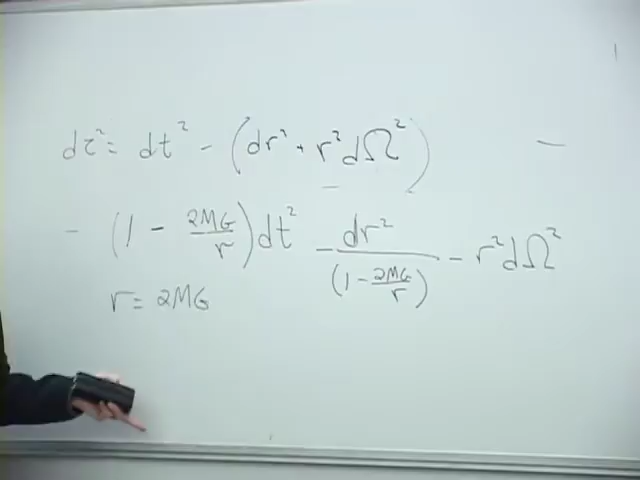 dτ² = dt² - (dr² + r²dΩ²)
- (1 - 2MG/r)dt² - dr²/(1 - 2MG/r) - r²dΩ²
r = 2MG